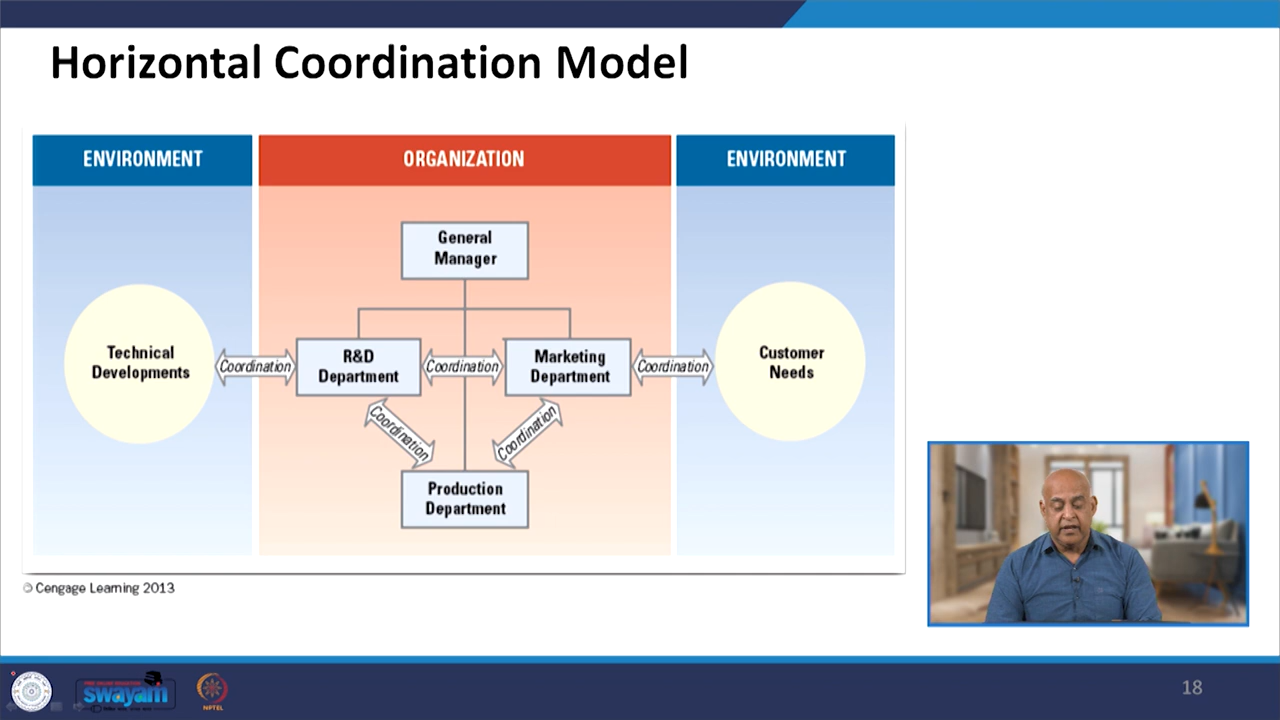 Horizontal Coordination Model
ENVIRONMENT
ORGANIZATION
ENVIRONMENT
General
Manager
Technical
Developments
Coordination
R&D
Department
Coordination
Marketing
Department
Coordination
Customer
Needs
Coordination
Coordination
Production
Department
© Cengage Learning 2013
swayam
NPTEL
18